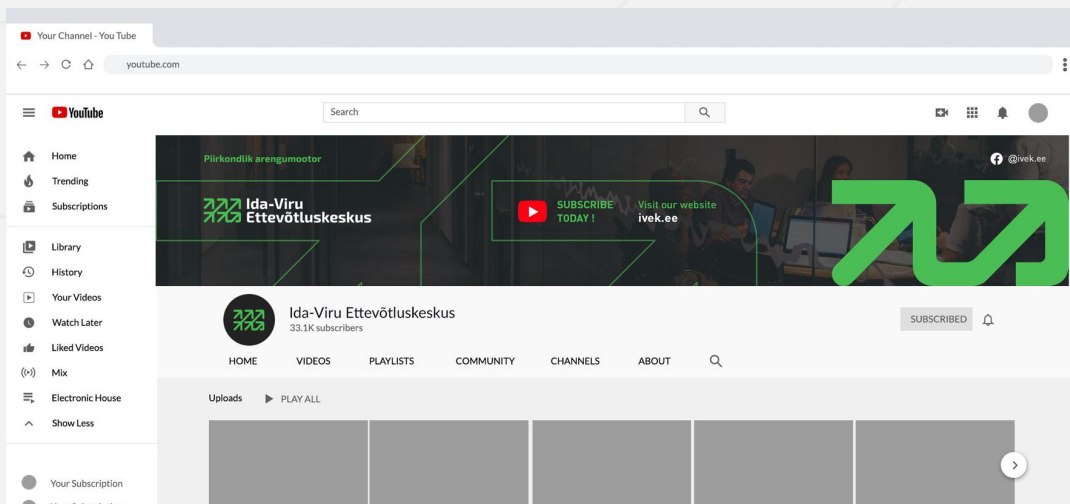 Your Channel - You Tube
youtube.com
YouTube
Search
Home
Trending
Subscriptions
Library
History
Your Videos
Watch Later
Liked Videos
Mix
Electronic House
Show Less
Your Subscription
Piirkondlik arengumootor
@ivek.ee
Ida-Viru
Ettevõtluskeskus
SUBSCRIBE
TODAY !
Visit our website
ivek.ee
Ida-Viru Ettevõtluskeskus
33.1K subscribers
SUBSCRIBED
HOME VIDEOS PLAYLISTS COMMUNITY CHANNELS ABOUT
Uploads PLAY ALL